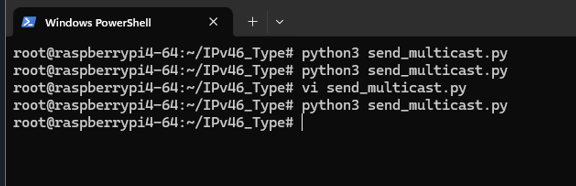 Windows PowerShell
root@raspberrypi4-64:~/IPv46_Type# python3 send_multicast.py
root@raspberrypi4-64:~/IPv46_Type# python3 send_multicast.py
root@raspberrypi4-64:~/IPv46_Type# vi send_multicast.py
root@raspberrypi4-64:~/IPv46_Type# python3 send_multicast.py
root@raspberrypi4-64:~/IPv46_Type#